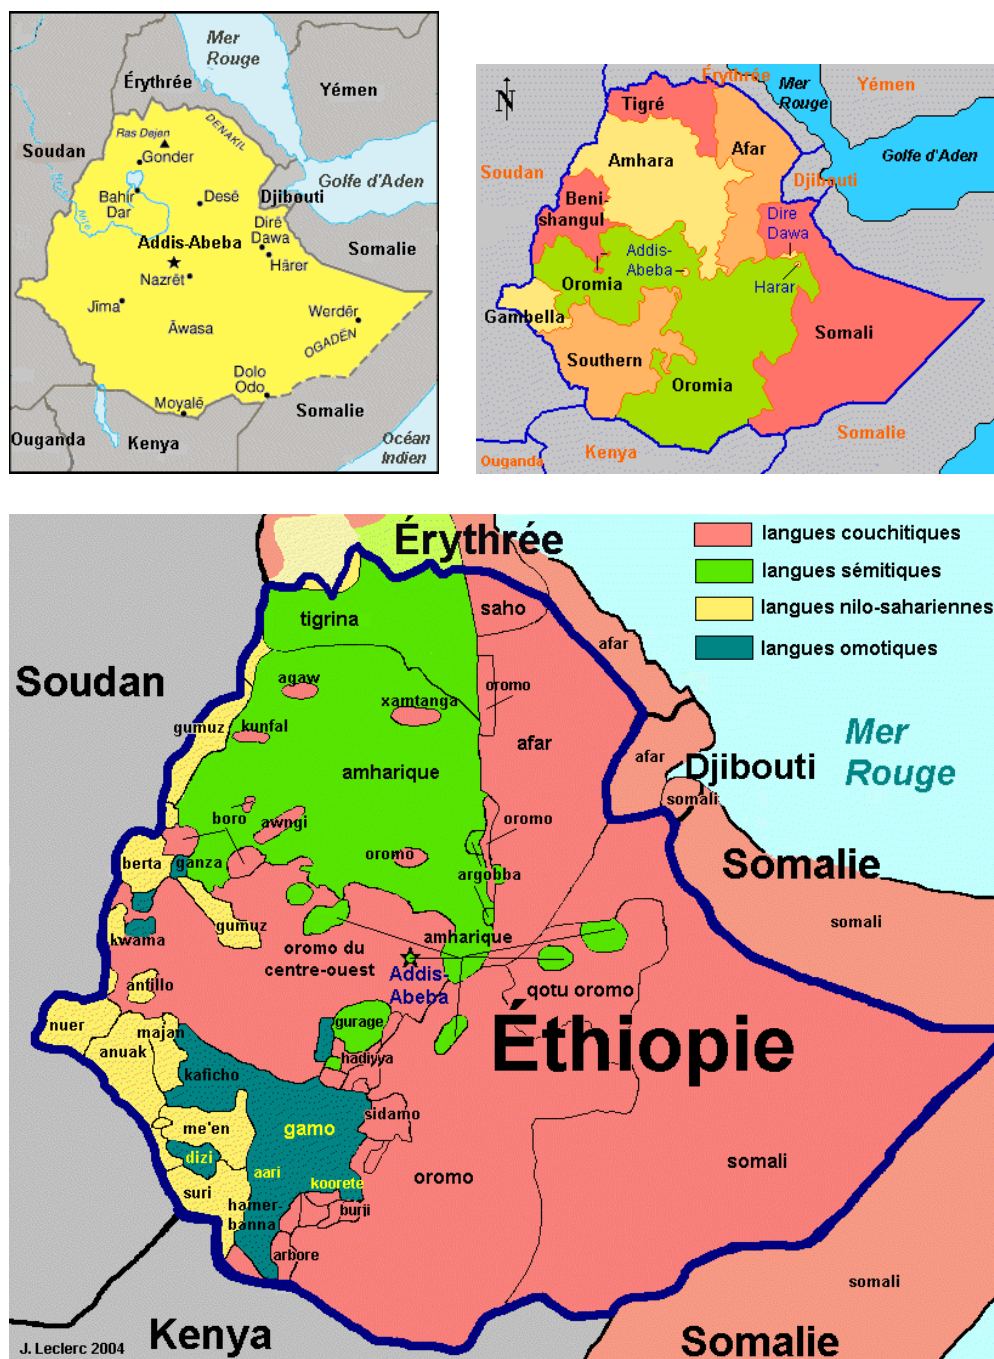 Mer
Rouge
Érythrée
Yémen
Ras Dejen
DENAKIL
Soudan
Gonder
Golfe d'Aden
Bahir
Dar
Desē
Djibouti
Nil
Addis-Abeba
Dirē
Dawa
Somalie
Nazrēt
Hārer
Jīma
Āwasa
Werdēr
OGADĒN
Dolo
Odo
Moyalē
Somalie
Ouganda
Kenya
Océan
Indien
N
Érythrée
Mer
Rouge
Yémen
Tigré
Afar
Amhara
Golfe d'Aden
Soudan
Djibouti
Beni-
shangul
Dire
Dawa
Addis-
Abeba
Oromia
Harar
Gambella
Somali
Southern
Oromia
Somalie
Kenya
Ouganda
Érythrée
langues couchitiques
langues sémitiques
langues nilo-sahariennes
langues omotiques
tigrina
saho
afar
Soudan
agaw
xamtanga
oromo
gumuz
kunfal
afar
afar
Mer
Rouge
amharique
Djibouti
somali
boro
awngi
oromo
berta
ganza
oromo
argobba
Somalie
kwama
gumuz
amharique
somali
oromo du
centre-ouest
Addis-
Abeba
anfillo
qotu oromo
nuer
majan
gurage
Éthiopie
anuak
hadiyya
kaficho
me'en
gamo
sidamo
dizi
aari
koorete
oromo
somali
suri
hamer-
banna
burji
arbore
somali
Kenya
Somalie
J. Leclerc 2004